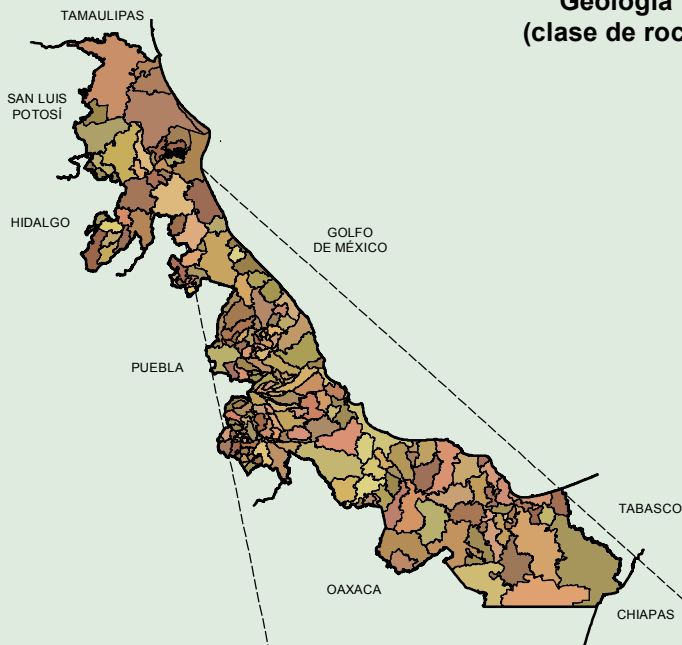 Geología
(clase de roc
TAMAULIPAS
SAN LUIS
POTOSÍ
HIDALGO
GOLFO
DE MÉXICO
PUEBLA
TABASCO
OAXACA
CHIAPAS